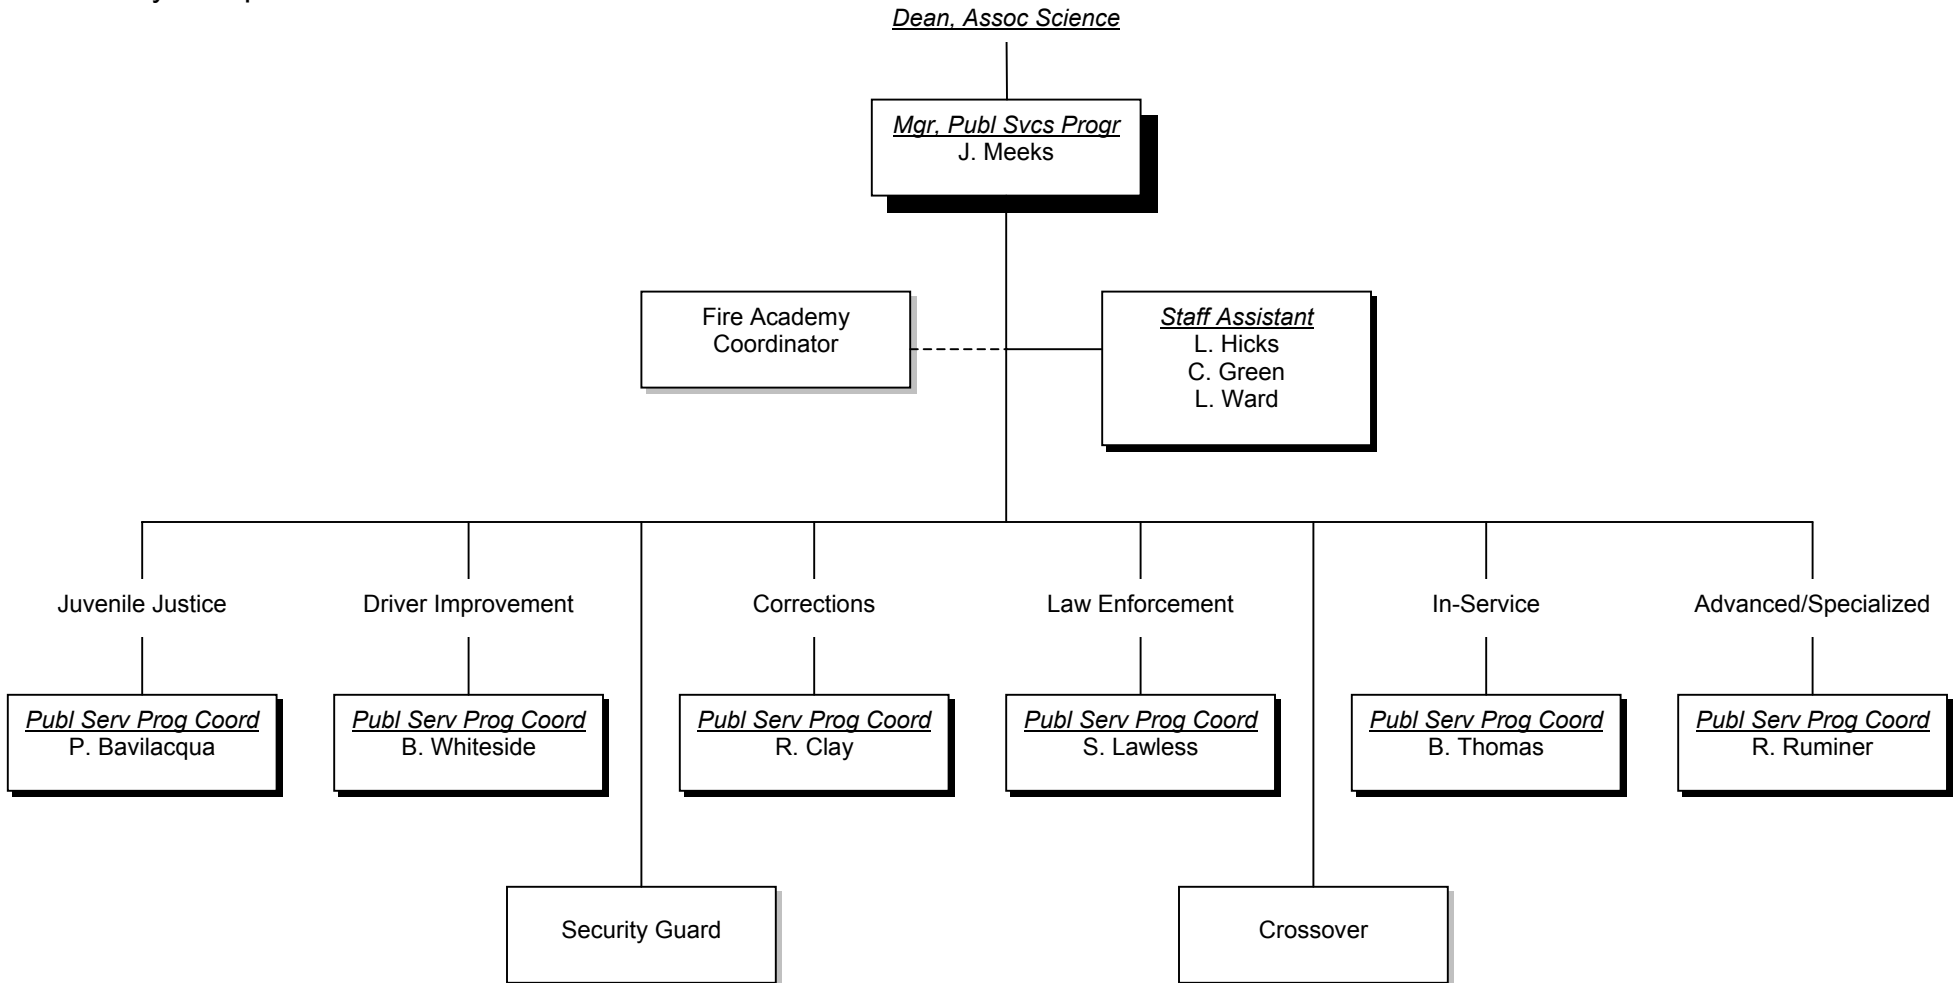 Dean, Assoc Science
Mgr, Publ Svcs Progr
J. Meeks
Fire Academy
Coordinator
Staff Assistant
L. Hicks
C. Green
L. Ward
Juvenile Justice
Driver Improvement
Corrections
Law Enforcement
In-Service
Advanced/Specialized
Publ Serv Prog Coord
P. Bavilacqua
Publ Serv Prog Coord
B. Whiteside
Publ Serv Prog Coord
R. Clay
Publ Serv Prog Coord
S. Lawless
Publ Serv Prog Coord
B. Thomas
Publ Serv Prog Coord
R. Ruminer
Security Guard
Crossover